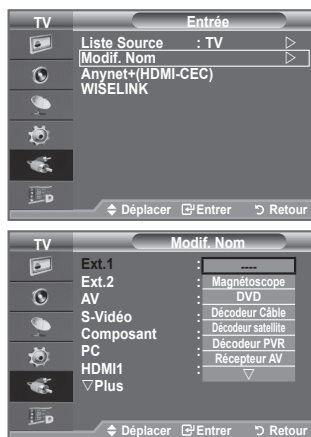 TV Entrée
Liste Source : TV ▷
Modif. Nom ▷
Anynet+(HDMI-CEC)
WISELINK
Déplacer Entrer Retour
TV Modif. Nom
Ext.1 : ----
Ext.2 : Magnétoscope
AV : DVD
S-Vidéo : Décodeur Câble
Composant : Décodeur satellite
PC : Décodeur PVR
HDMI1 : Récepteur AV
▽Plus ▽
Déplacer Entrer Retour